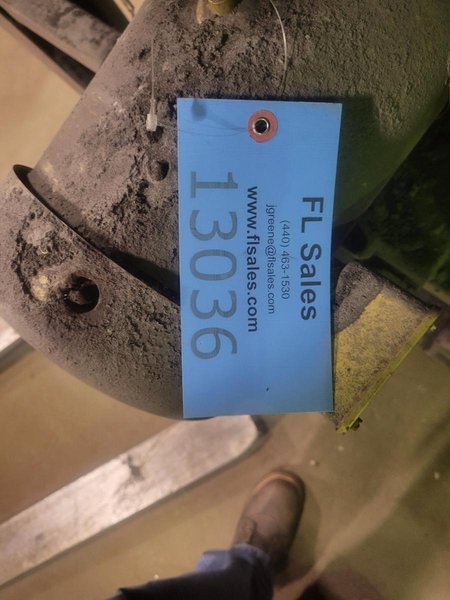 FL Sales
(440) 463-1530
jgreene@flsales.com
www.flsales.com
13036